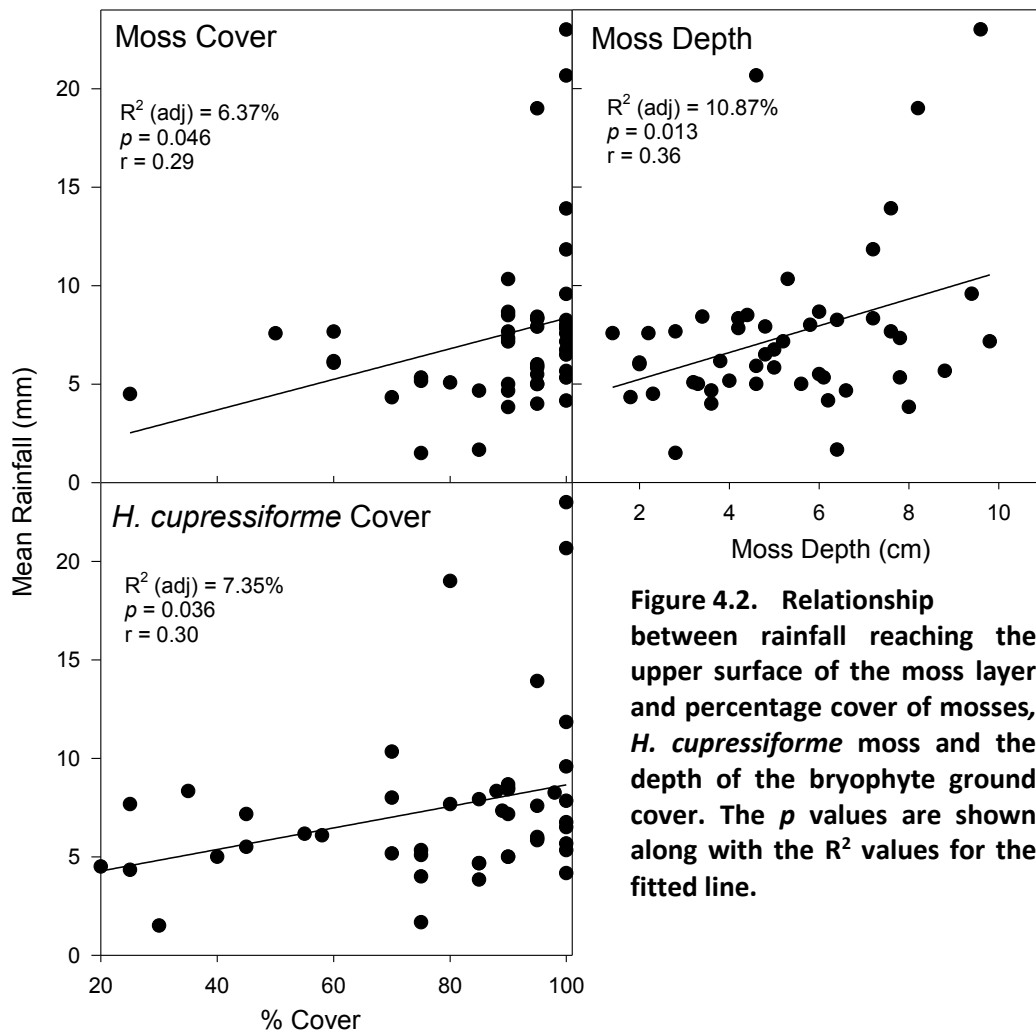 Moss Cover
R² (adj) = 6.37%
p = 0.046
r = 0.29
Moss Depth
R² (adj) = 10.87%
p = 0.013
r = 0.36
20
15
10
5
0
2 4 6 8 10
Moss Depth (cm)
Mean Rainfall (mm)
H. cupressiforme Cover
R² (adj) = 7.35%
p = 0.036
r = 0.30
20
15
10
5
0
20 40 60 80 100
% Cover
Figure 4.2. Relationship
between rainfall reaching the
upper surface of the moss layer
and percentage cover of mosses,
H. cupressiforme moss and the
depth of the bryophyte ground
cover. The p values are shown
along with the R² values for the
fitted line.